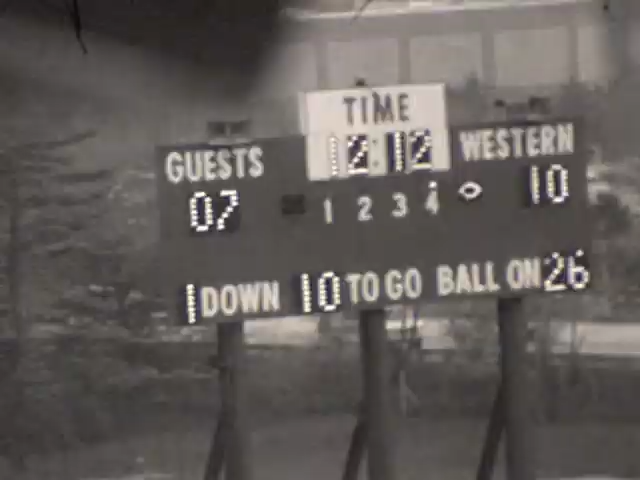 TIME
GUESTS 12:12 WESTERN
07 1 2 3 4 10
1 DOWN 10 TO GO BALL ON 26